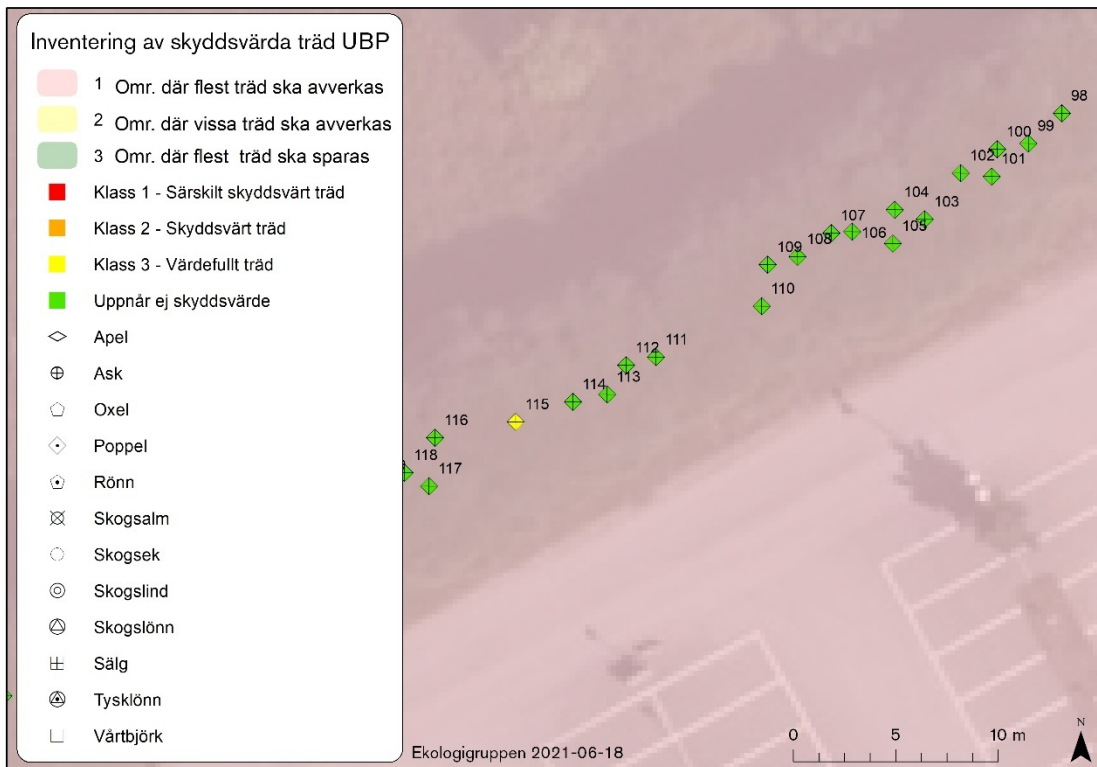 Inventering av skyddsvärda träd UBP
1 Omr. där flest träd ska avverkas
2 Omr. där vissa träd ska avverkas
3 Omr. där flest träd ska sparas
Klass 1 - Särskilt skyddsvärt träd
Klass 2 - Skyddsvärt träd
Klass 3 - Värdefullt träd
Uppnår ej skyddsvärde
Apel
Ask
Oxel
Poppel
Rönn
Skogsalm
Skogsek
Skogslind
Skogslönn
Sälg
Tysklönn
Vårtbjörk
98
99
100
101
102
103
104
105
106
107
108
109
110
111
112
113
114
115
116
117
118
Ekologigruppen 2021-06-18
0 5 10 m
N